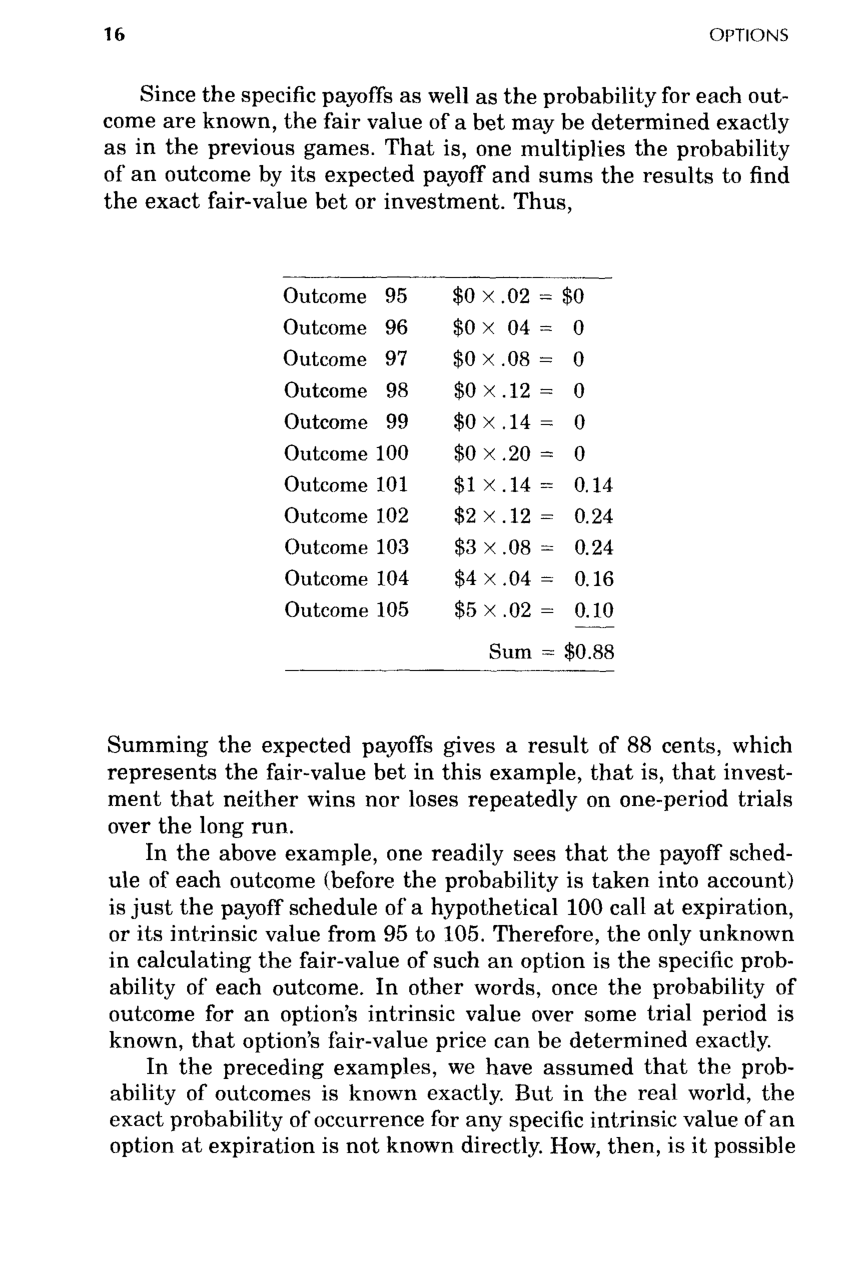 16 OPTIONS
Since the specific payoffs as well as the probability for each out-
come are known, the fair value of a bet may be determined exactly
as in the previous games. That is, one multiplies the probability
of an outcome by its expected payoff and sums the results to find
the exact fair-value bet or investment. Thus,
Outcome 95 $0 × .02 = $0
Outcome 96 $0 × 04 = 0
Outcome 97 $0 × .08 = 0
Outcome 98 $0 × .12 = 0
Outcome 99 $0 × .14 = 0
Outcome 100 $0 × .20 = 0
Outcome 101 $1 × .14 = 0.14
Outcome 102 $2 × .12 = 0.24
Outcome 103 $3 × .08 = 0.24
Outcome 104 $4 × .04 = 0.16
Outcome 105 $5 × .02 = 0.10
Sum = $0.88
Summing the expected payoffs gives a result of 88 cents, which
represents the fair-value bet in this example, that is, that invest-
ment that neither wins nor loses repeatedly on one-period trials
over the long run.
In the above example, one readily sees that the payoff sched-
ule of each outcome (before the probability is taken into account)
is just the payoff schedule of a hypothetical 100 call at expiration,
or its intrinsic value from 95 to 105. Therefore, the only unknown
in calculating the fair-value of such an option is the specific prob-
ability of each outcome. In other words, once the probability of
outcome for an option's intrinsic value over some trial period is
known, that option's fair-value price can be determined exactly.
In the preceding examples, we have assumed that the prob-
ability of outcomes is known exactly. But in the real world, the
exact probability of occurrence for any specific intrinsic value of an
option at expiration is not known directly. How, then, is it possible